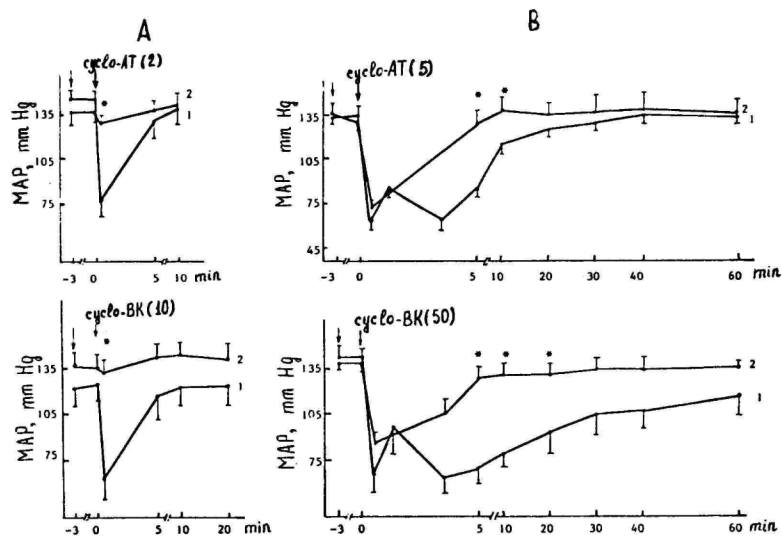 A
B
cyclo-AT (2)
*
2
1
135
105
75
MAP, mm Hg
-3 0 5 10 min
cyclo-AT (5)
* *
2
1
135
105
75
45
MAP, mm Hg
-3 0 5 10 20 30 40 60 min
cyclo-BK (10)
*
2
1
135
105
75
MAP, mm Hg
-3 0 5 10 20 min
cyclo-BK (50)
* * *
2
1
135
105
75
MAP, mm Hg
-3 0 5 10 20 30 40 60 min